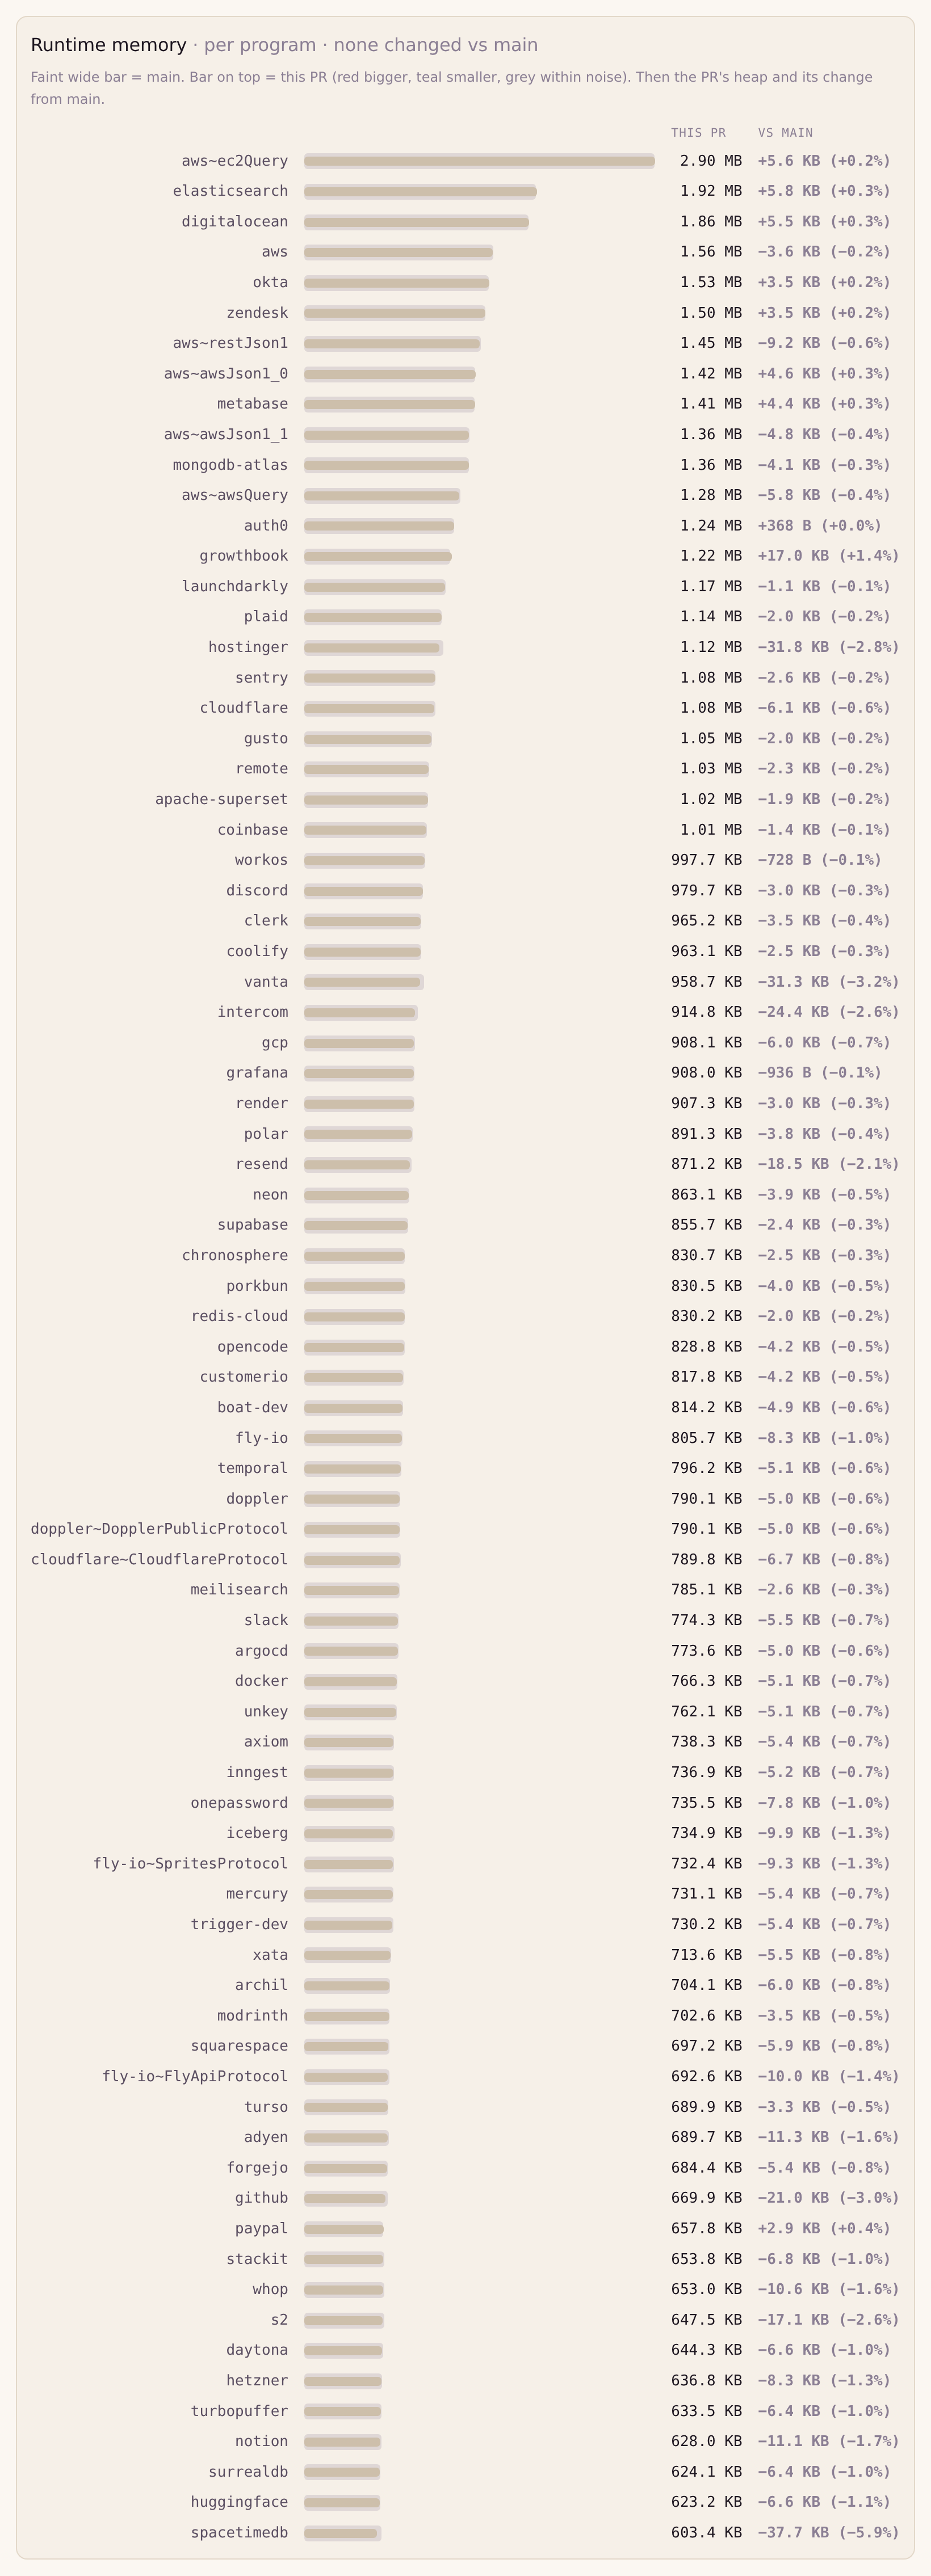 Runtime memory · per program · none changed vs main
Faint wide bar = main. Bar on top = this PR (red bigger, teal smaller, grey within noise). Then the PR's heap and its change
from main.
THIS PR VS MAIN
aws~ec2Query 2.90 MB +5.6 KB (+0.2%)
elasticsearch 1.92 MB +5.8 KB (+0.3%)
digitalocean 1.86 MB +5.5 KB (+0.3%)
aws 1.56 MB −3.6 KB (−0.2%)
okta 1.53 MB +3.5 KB (+0.2%)
zendesk 1.50 MB +3.5 KB (+0.2%)
aws~restJson1 1.45 MB −9.2 KB (−0.6%)
aws~awsJson1_0 1.42 MB +4.6 KB (+0.3%)
metabase 1.41 MB +4.4 KB (+0.3%)
aws~awsJson1_1 1.36 MB −4.8 KB (−0.4%)
mongodb-atlas 1.36 MB −4.1 KB (−0.3%)
aws~awsQuery 1.28 MB −5.8 KB (−0.4%)
auth0 1.24 MB +368 B (+0.0%)
growthbook 1.22 MB +17.0 KB (+1.4%)
launchdarkly 1.17 MB −1.1 KB (−0.1%)
plaid 1.14 MB −2.0 KB (−0.2%)
hostinger 1.12 MB −31.8 KB (−2.8%)
sentry 1.08 MB −2.6 KB (−0.2%)
cloudflare 1.08 MB −6.1 KB (−0.6%)
gusto 1.05 MB −2.0 KB (−0.2%)
remote 1.03 MB −2.3 KB (−0.2%)
apache-superset 1.02 MB −1.9 KB (−0.2%)
coinbase 1.01 MB −1.4 KB (−0.1%)
workos 997.7 KB −728 B (−0.1%)
discord 979.7 KB −3.0 KB (−0.3%)
clerk 965.2 KB −3.5 KB (−0.4%)
coolify 963.1 KB −2.5 KB (−0.3%)
vanta 958.7 KB −31.3 KB (−3.2%)
intercom 914.8 KB −24.4 KB (−2.6%)
gcp 908.1 KB −6.0 KB (−0.7%)
grafana 908.0 KB −936 B (−0.1%)
render 907.3 KB −3.0 KB (−0.3%)
polar 891.3 KB −3.8 KB (−0.4%)
resend 871.2 KB −18.5 KB (−2.1%)
neon 863.1 KB −3.9 KB (−0.5%)
supabase 855.7 KB −2.4 KB (−0.3%)
chronosphere 830.7 KB −2.5 KB (−0.3%)
porkbun 830.5 KB −4.0 KB (−0.5%)
redis-cloud 830.2 KB −2.0 KB (−0.2%)
opencode 828.8 KB −4.2 KB (−0.5%)
customerio 817.8 KB −4.2 KB (−0.5%)
boat-dev 814.2 KB −4.9 KB (−0.6%)
fly-io 805.7 KB −8.3 KB (−1.0%)
temporal 796.2 KB −5.1 KB (−0.6%)
doppler 790.1 KB −5.0 KB (−0.6%)
doppler~DopplerPublicProtocol 790.1 KB −5.0 KB (−0.6%)
cloudflare~CloudflareProtocol 789.8 KB −6.7 KB (−0.8%)
meilisearch 785.1 KB −2.6 KB (−0.3%)
slack 774.3 KB −5.5 KB (−0.7%)
argocd 773.6 KB −5.0 KB (−0.6%)
docker 766.3 KB −5.1 KB (−0.7%)
unkey 762.1 KB −5.1 KB (−0.7%)
axiom 738.3 KB −5.4 KB (−0.7%)
inngest 736.9 KB −5.2 KB (−0.7%)
onepassword 735.5 KB −7.8 KB (−1.0%)
iceberg 734.9 KB −9.9 KB (−1.3%)
fly-io~SpritesProtocol 732.4 KB −9.3 KB (−1.3%)
mercury 731.1 KB −5.4 KB (−0.7%)
trigger-dev 730.2 KB −5.4 KB (−0.7%)
xata 713.6 KB −5.5 KB (−0.8%)
archil 704.1 KB −6.0 KB (−0.8%)
modrinth 702.6 KB −3.5 KB (−0.5%)
squarespace 697.2 KB −5.9 KB (−0.8%)
fly-io~FlyApiProtocol 692.6 KB −10.0 KB (−1.4%)
turso 689.9 KB −3.3 KB (−0.5%)
adyen 689.7 KB −11.3 KB (−1.6%)
forgejo 684.4 KB −5.4 KB (−0.8%)
github 669.9 KB −21.0 KB (−3.0%)
paypal 657.8 KB +2.9 KB (+0.4%)
stackit 653.8 KB −6.8 KB (−1.0%)
whop 653.0 KB −10.6 KB (−1.6%)
s2 647.5 KB −17.1 KB (−2.6%)
daytona 644.3 KB −6.6 KB (−1.0%)
hetzner 636.8 KB −8.3 KB (−1.3%)
turbopuffer 633.5 KB −6.4 KB (−1.0%)
notion 628.0 KB −11.1 KB (−1.7%)
surrealdb 624.1 KB −6.4 KB (−1.0%)
huggingface 623.2 KB −6.6 KB (−1.1%)
spacetimedb 603.4 KB −37.7 KB (−5.9%)